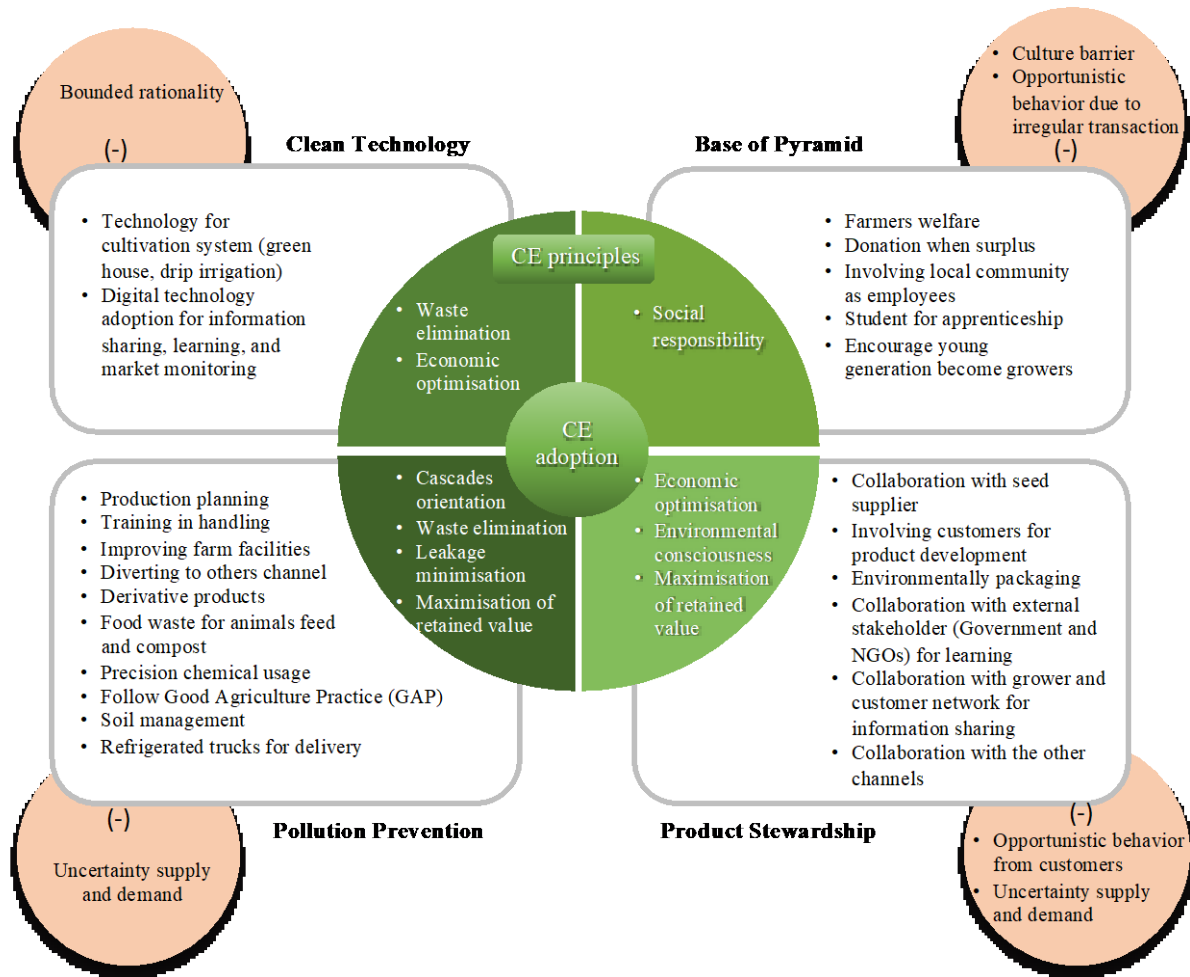 Bounded rationality
(-)
Clean Technology
• Technology for
cultivation system (green
house, drip irrigation)
• Digital technology
adoption for information
sharing, learning, and
market monitoring
• Culture barrier
• Opportunistic
behavior due to
irregular transaction
(-)
Base of Pyramid
• Farmers welfare
• Donation when surplus
• Involving local community
as employees
• Student for apprenticeship
• Encourage young
generation become growers
CE principles
• Waste
elimination
• Economic
optimisation
• Social
responsibility
CE
adoption
• Cascades
orientation
• Waste elimination
• Leakage
minimisation
• Maximisation of
retained value
• Economic
optimisation
• Environmental
consciousness
• Maximisation
of retained
value
• Production planning
• Training in handling
• Improving farm facilities
• Diverting to others channel
• Derivative products
• Food waste for animals feed
and compost
• Precision chemical usage
• Follow Good Agriculture Practice (GAP)
• Soil management
• Refrigerated trucks for delivery
(-)
Uncertainty supply
and demand
Pollution Prevention
• Collaboration with seed
supplier
• Involving customers for
product development
• Environmentally packaging
• Collaboration with external
stakeholder (Government and
NGOs) for learning
• Collaboration with grower and
customer network for
information sharing
• Collaboration with the other
channels
Product Stewardship
(-)
• Opportunistic behavior
from customers
• Uncertainty supply
and demand